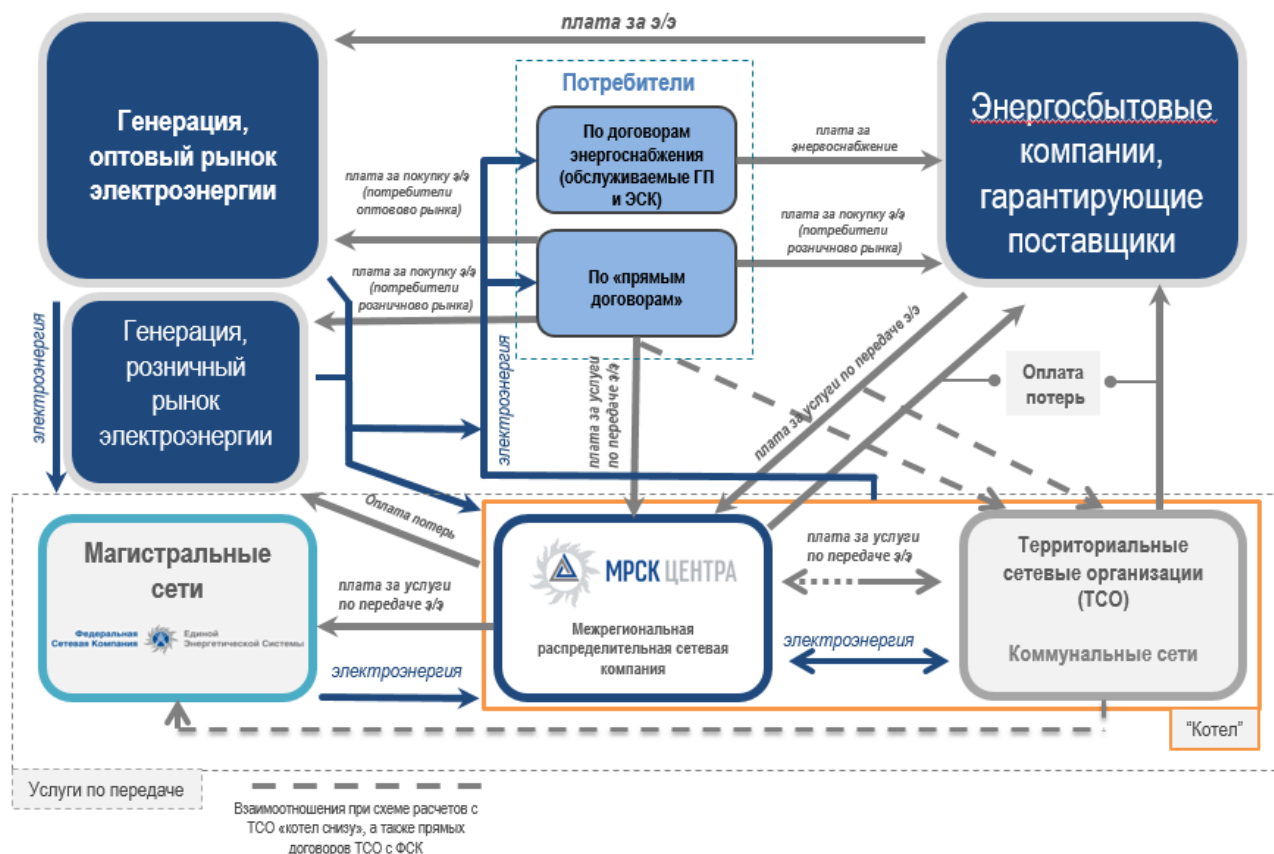 плата за э/э
Генерация,
оптовый рынок
электроэнергии
Потребители
По договорам
энергоснабжения
(обслуживаемые ГП
и ЭСК)
плата за
энервоснабжение
Энергосбытовые
компании,
гарантирующие
поставщики
плата за покупку э/э
(потребители
оптовово рынка)
плата за покупку э/э
(потребители
розничново рынка)
По «прямым
договорам»
плата за покупку э/э
(потребители
розничново рынка)
электроэнергия
Генерация,
розничный
рынок
электроэнергии
электроэнергия
плата за услуги
по передаче э/э
плата за услуги по передаче э/э
Оплата
потерь
Оплата потерь
Магистральные
сети
Федеральная
Сетевая Компания
Единой
Энергетической Системы
плата за услуги
по передаче э/э
МРСК ЦЕНТРА
Межрегиональная
распределительная сетевая
компания
плата за услуги
по передаче э/э
Территориальные
сетевые организации
(ТСО)
Коммунальные сети
электроэнергия
электроэнергия
"Котел"
Услуги по передаче
Взаимоотношения при схеме расчетов с
ТСО «котел снизу», а также прямых
договоров ТСО с ФСК